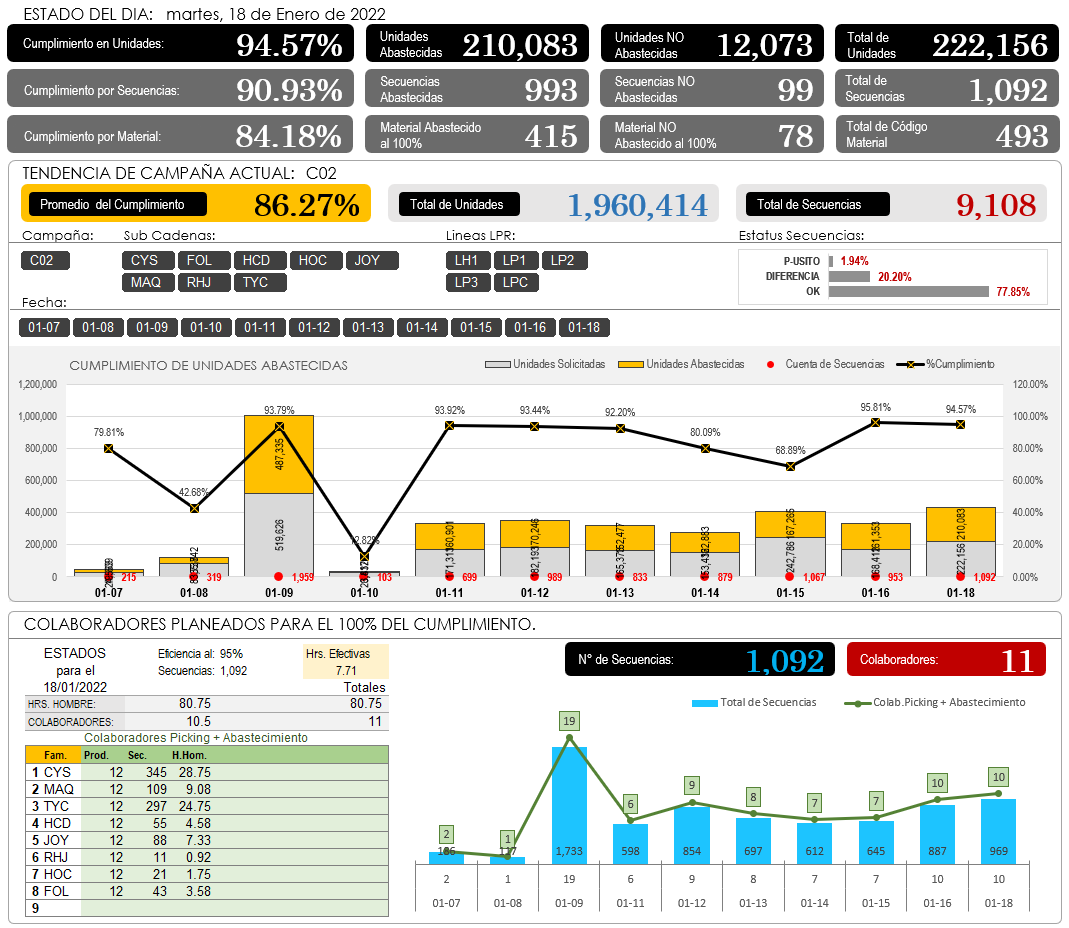 ESTADO DEL DIA: martes, 18 de Enero de 2022
Cumplimiento en Unidades: 94.57%
Unidades Abastecidas 210,083
Unidades NO Abastecidas 12,073
Total de Unidades 222,156
Cumplimiento por Secuencias: 90.93%
Secuencias Abastecidas 993
Secuencias NO Abastecidas 99
Total de Secuencias 1,092
Cumplimiento por Material: 84.18%
Material Abastecido al 100% 415
Material NO Abastecido al 100% 78
Total de Código Material 493
TENDENCIA DE CAMPAÑA ACTUAL: C02
Promedio del Cumplimiento 86.27%
Total de Unidades 1,960,414
Total de Secuencias 9,108
Campaña: Sub Cadenas: Lineas LPR: Estatus Secuencias:
C02 CYS FOL HCD HOC JOY LH1 LP1 LP2
MAQ RHJ TYC LP3 LPC
P-USITO 1.94%
DIFERENCIA 20.20%
OK 77.85%
Fecha:
01-07 01-08 01-09 01-10 01-11 01-12 01-13 01-14 01-15 01-16 01-18
CUMPLIMIENTO DE UNIDADES ABASTECIDAS
Unidades Solicitadas Unidades Abastecidas Cuenta de Secuencias %Cumplimiento
1,200,000 120.00%
1,000,000 100.00%
800,000 80.00%
600,000 60.00%
400,000 40.00%
200,000 20.00%
0 0.00%
79.81% 42.68% 93.79% 93.92% 93.44% 92.20% 80.09% 68.89% 95.81% 94.57%
487,335 160,901 170,246 152,477 122,883 167,265 161,353 210,083
519,626 242,786 222,156
215 319 1,959 103 699 989 833 879 1,067 953 1,092
01-07 01-08 01-09 01-10 01-11 01-12 01-13 01-14 01-15 01-16 01-18
COLABORADORES PLANEADOS PARA EL 100% DEL CUMPLIMIENTO.
ESTADOS para el 18/01/2022
Eficiencia al: 95%
Secuencias: 1,092
Hrs. Efectivas
7.71
Totales
HRS. HOMBRE: 80.75 80.75
COLABORADORES: 10.5 11
Colaboradores Picking + Abastecimiento
Fam. Prod. Sec. H.Hom.
1 CYS 12 345 28.75
2 MAQ 12 109 9.08
3 TYC 12 297 24.75
4 HCD 12 55 4.58
5 JOY 12 88 7.33
6 RHJ 12 11 0.92
7 HOC 12 21 1.75
8 FOL 12 43 3.58
9
N° de Secuencias: 1,092
Colaboradores: 11
Total de Secuencias Colab.Picking + Abastecimiento
2 1 19 6 9 8 7 7 10 10
186 117 1,733 598 854 697 612 645 887 969
2 1 19 6 9 8 7 7 10 10
01-07 01-08 01-09 01-11 01-12 01-13 01-14 01-15 01-16 01-18